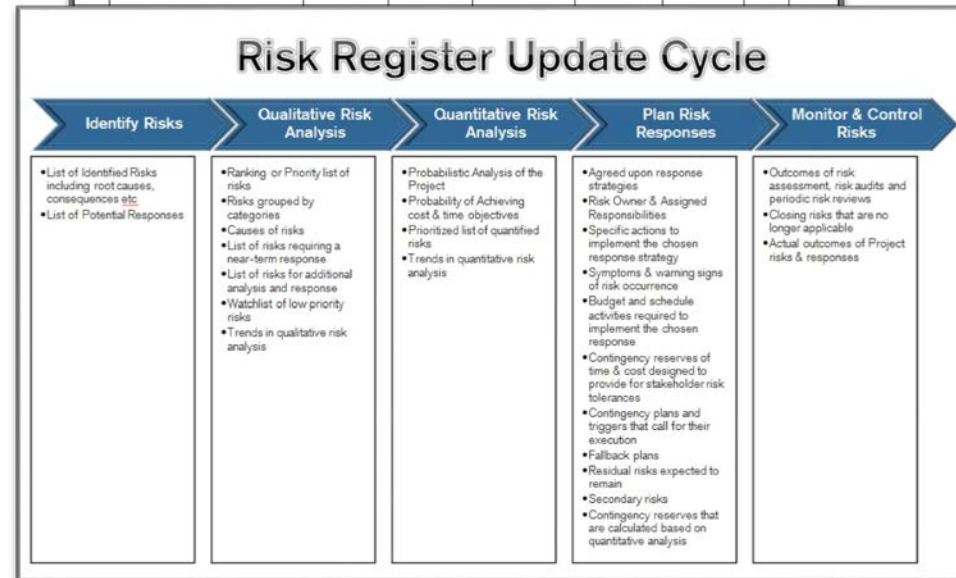 Risk Register Update Cycle
Identify Risks
Qualitative Risk
Analysis
Quantitative Risk
Analysis
Plan Risk
Responses
Monitor & Control
Risks
•List of Identified Risks
including root causes,
consequences etc
•List of Potential Responses
•Ranking or Priority list of
risks
•Risks grouped by
categories
•Causes of risks
•List of risks requiring a
near-term response
•List of risks for additional
analysis and response
•Watchlist of low priority
risks
•Trends in qualitative risk
analysis
•Probabilistic Analysis of the
Project
•Probability of Achieving
cost & time objectives
•Prioritized list of quantified
risks
•Trends in quantitative risk
analysis
•Agreed upon response
strategies
•Risk Owner & Assigned
Responsibilities
•Specific actions to
implement the chosen
response strategy
•Symptoms & warning signs
of risk occurrence
•Budget and schedule
activities required to
implement the chosen
response
•Contingency reserves of
time & cost designed to
provide for stakeholder risk
tolerances
•Contingency plans and
triggers that call for their
execution
•Fallback plans
•Residual risks expected to
remain
•Secondary risks
•Contingency reserves that
are calculated based on
quantitative analysis
•Outcomes of risk
assessment, risk audits and
periodic risk reviews
•Closing risks that are no
longer applicable
•Actual outcomes of Project
risks & responses